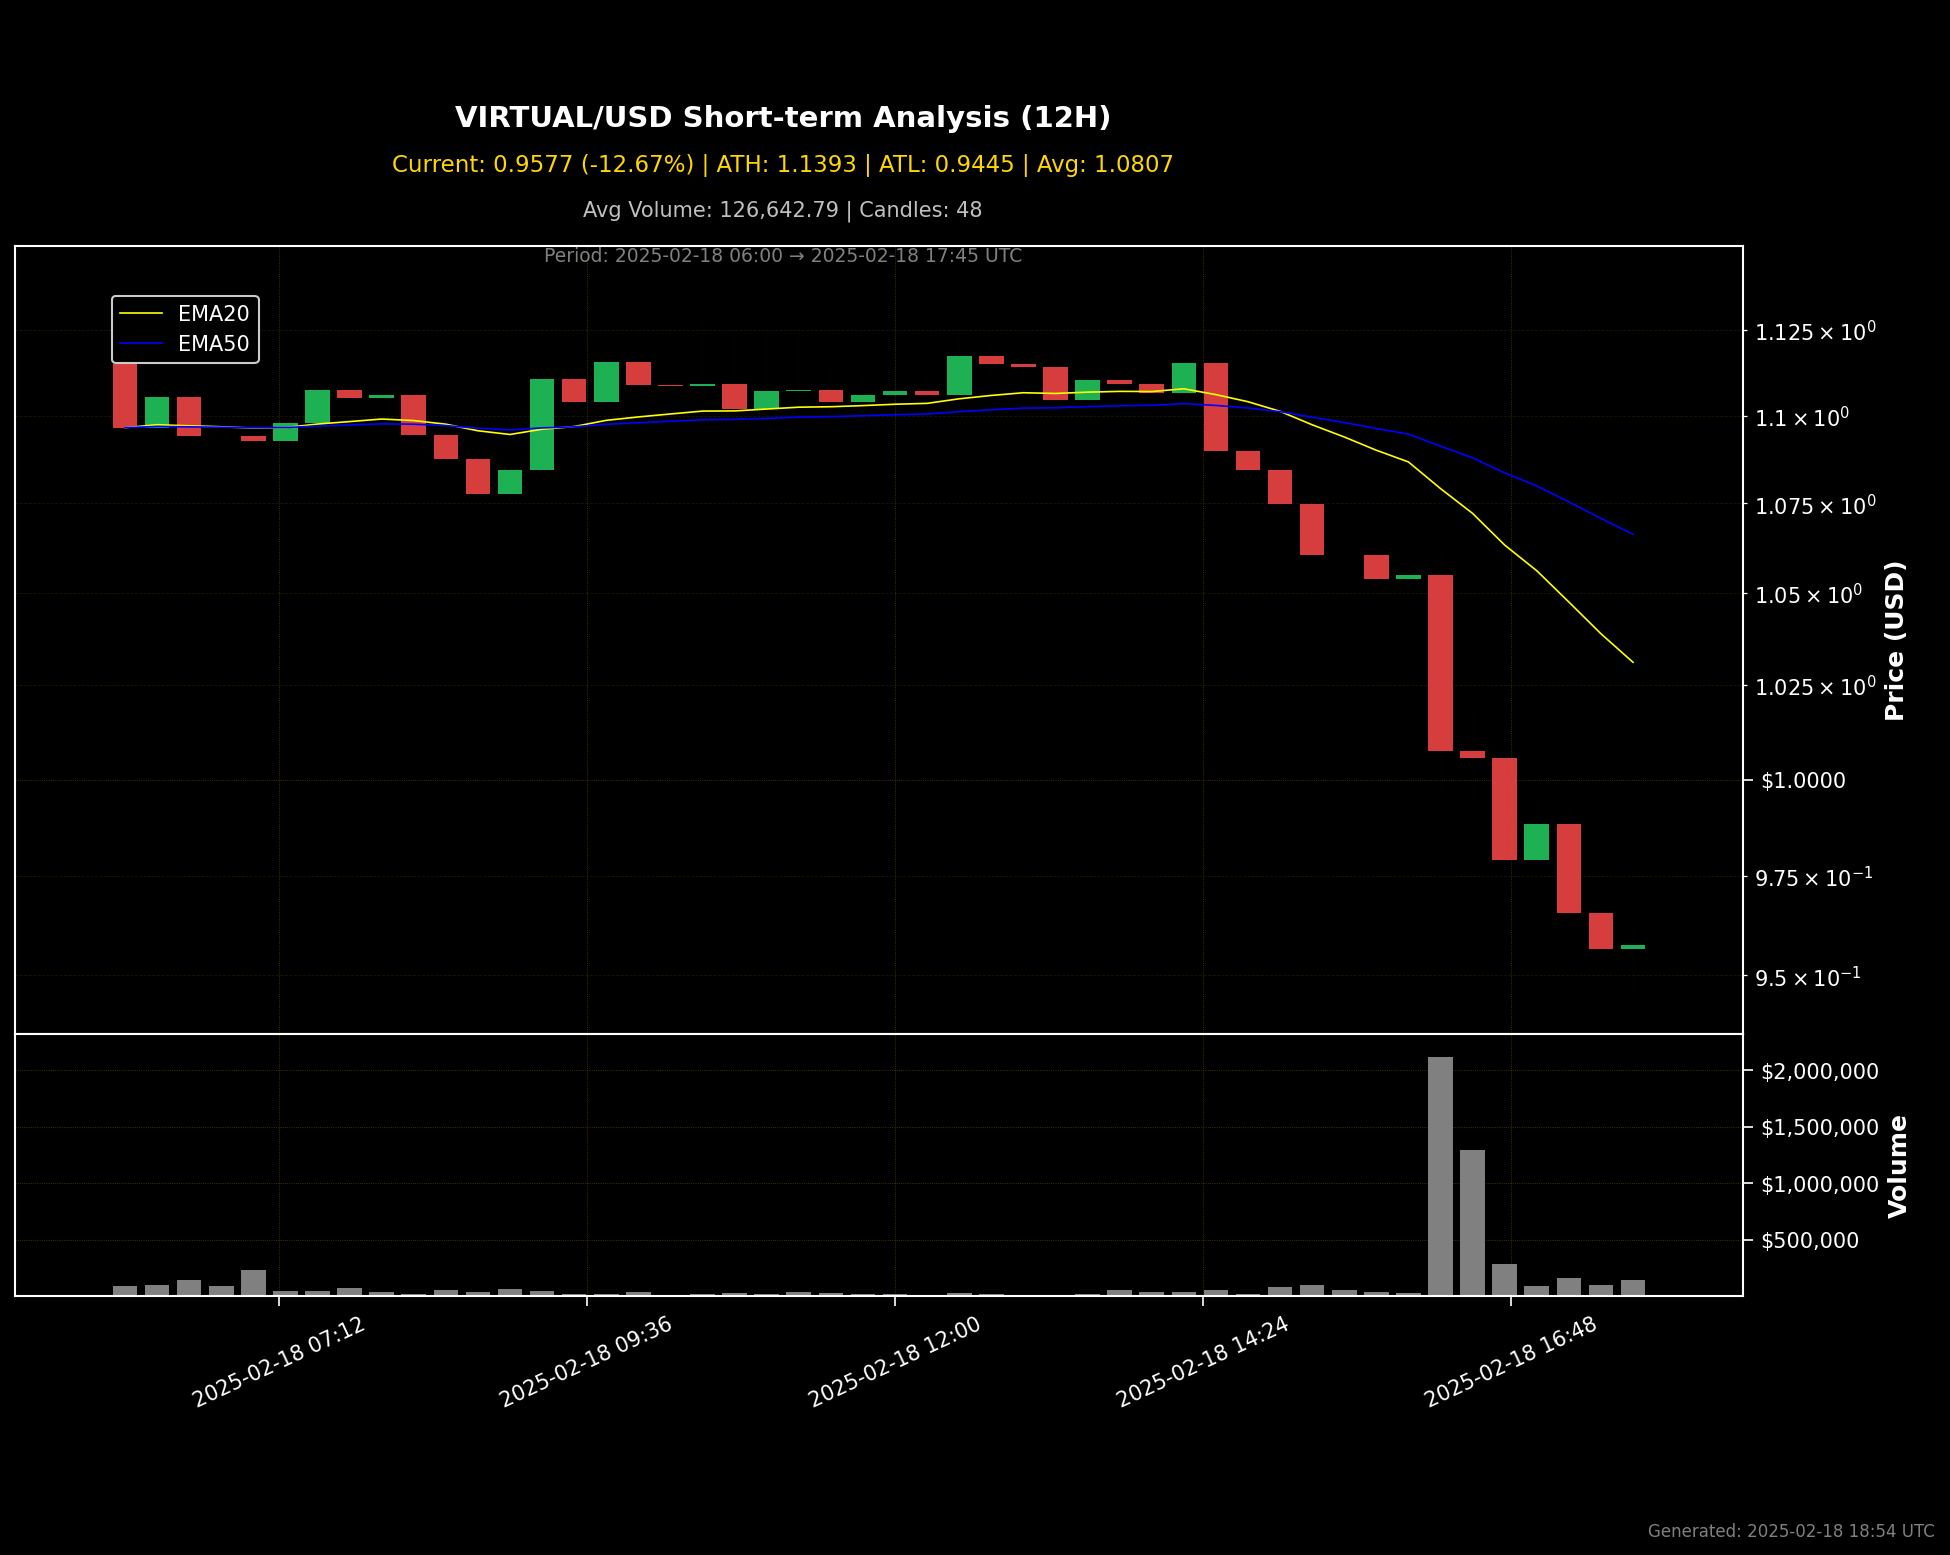 VIRTUAL/USD Short-term Analysis (12H)
Current: 0.9577 (-12.67%) | ATH: 1.1393 | ATL: 0.9445 | Avg: 1.0807
Avg Volume: 126,642.79 | Candles: 48
Period: 2025-02-18 06:00 → 2025-02-18 17:45 UTC
EMA20
EMA50
1.125 × 10⁰
1.1 × 10⁰
1.075 × 10⁰
1.05 × 10⁰
1.025 × 10⁰
$1.0000
9.75 × 10⁻¹
9.5 × 10⁻¹
Price (USD)
$2,000,000
$1,500,000
$1,000,000
$500,000
Volume
2025-02-18 07:12
2025-02-18 09:36
2025-02-18 12:00
2025-02-18 14:24
2025-02-18 16:48
Generated: 2025-02-18 18:54 UTC